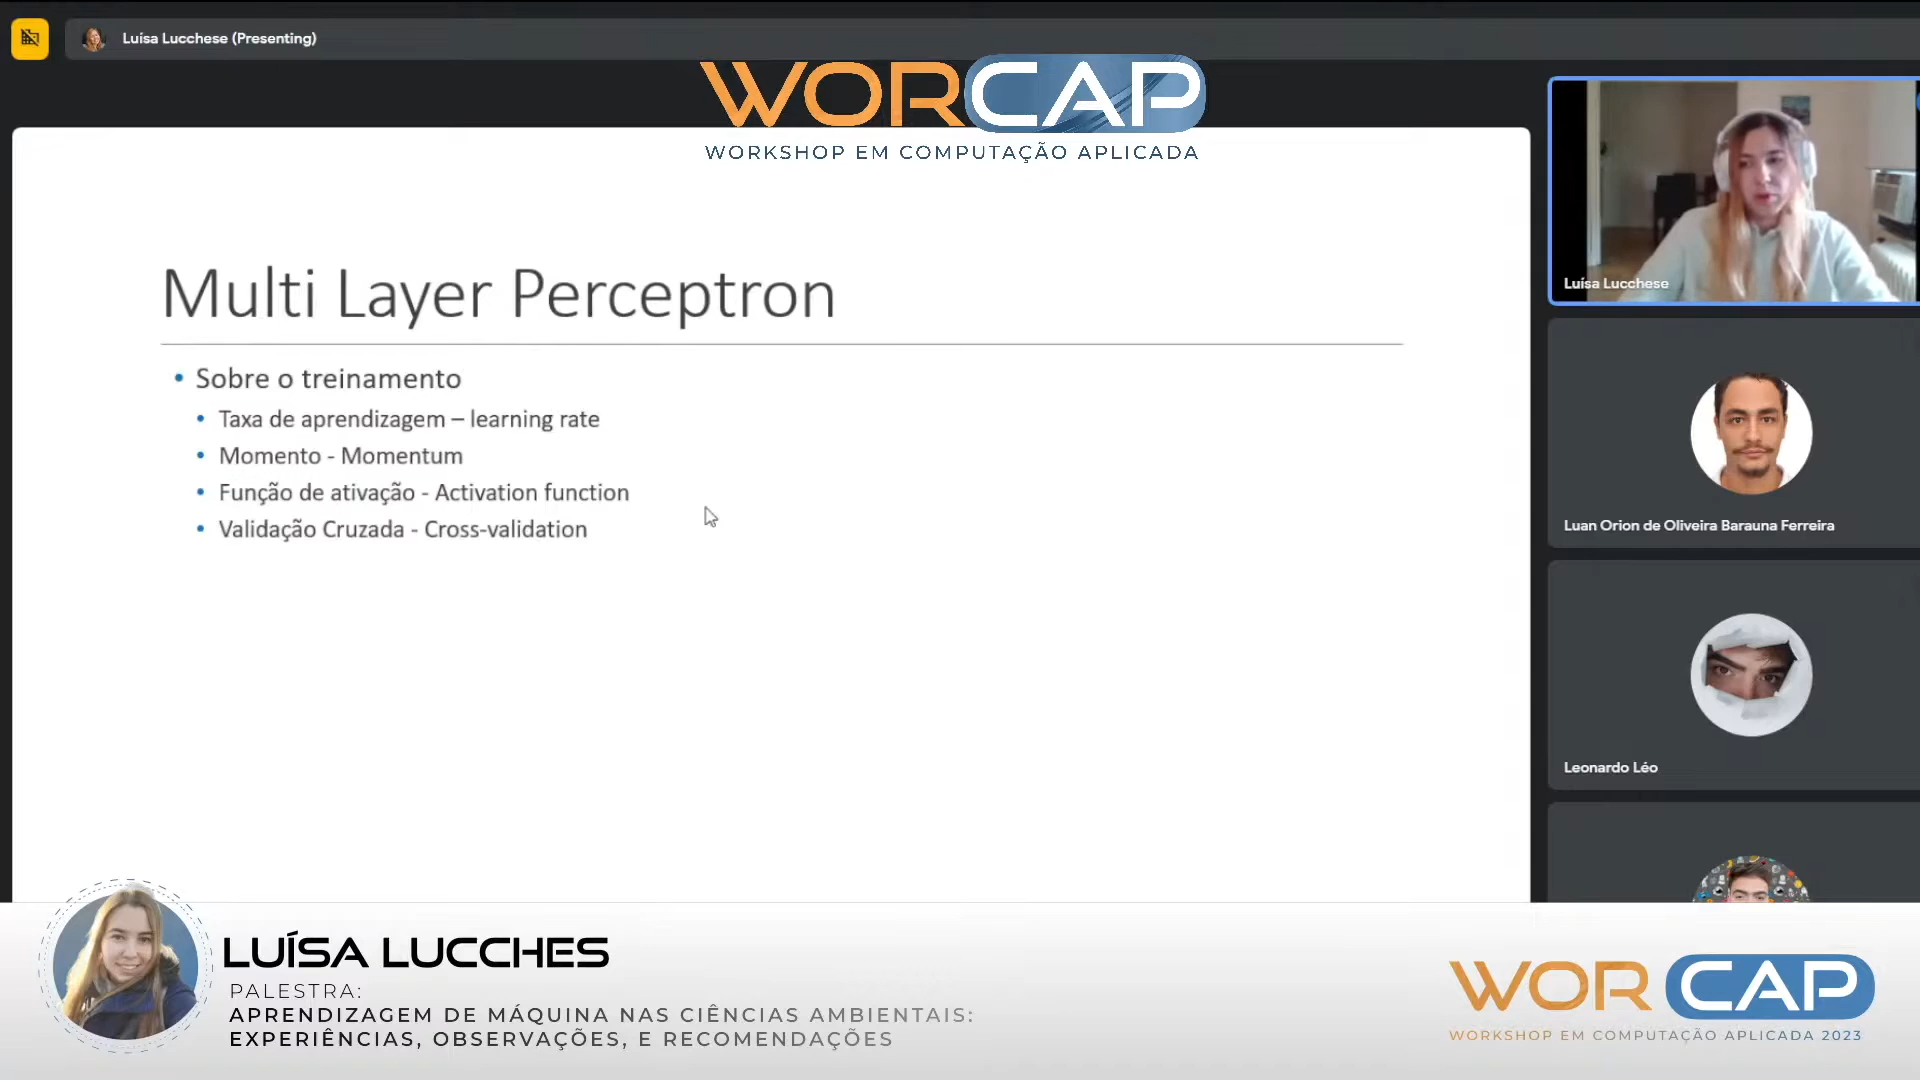 Luísa Lucchese (Presenting)
WORCAP
WORKSHOP EM COMPUTAÇÃO APLICADA
Multi Layer Perceptron
• Sobre o treinamento
• Taxa de aprendizagem – learning rate
• Momento - Momentum
• Função de ativação - Activation function
• Validação Cruzada - Cross-validation
Luísa Lucchese
Luan Orion de Oliveira Barauna Ferreira
Leonardo Léo
LUÍSA LUCCHES
PALESTRA:
APRENDIZAGEM DE MÁQUINA NAS CIÊNCIAS AMBIENTAIS:
EXPERIÊNCIAS, OBSERVAÇÕES, E RECOMENDAÇÕES
WORCAP
WORKSHOP EM COMPUTAÇÃO APLICADA 2023